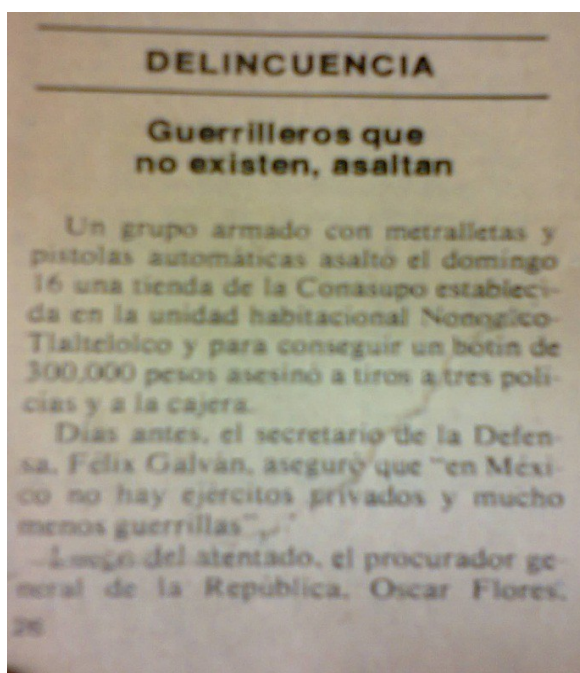 DELINCUENCIA
Guerrilleros que
no existen, asaltan
Un grupo armado con metralletas y
pistolas automáticas asaltó el domingo
16 una tienda de la Conasupo estableci-
da en la unidad habitacional Nonoalco-
Tlaltelolco y para conseguir un botín de
300,000 pesos asesinó a tiros a tres poli-
cías y a la cajera.
Días antes, el secretario de la Defen-
sa, Félix Galván, aseguró que "en Méxi-
co no hay ejércitos privados y mucho
menos guerrillas".
Luego del atentado, el procurador ge-
neral de la República, Oscar Flores,
26